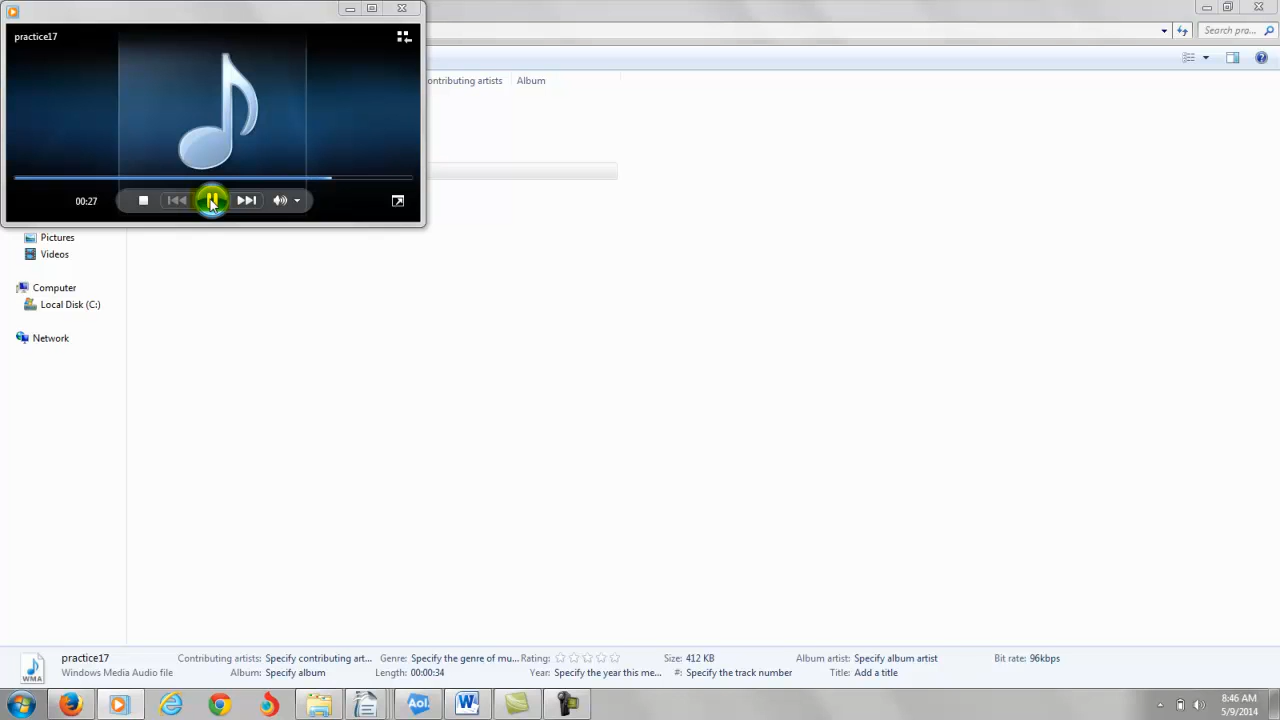 practice17
00:27
Search pra...
ontributing artists
Album
Pictures
Videos
Computer
Local Disk (C:)
Network
practice17 Contributing artists: Specify contributing art... Genre: Specify the genre of mu... Rating: Size: 412 KB Album artist: Specify album artist Bit rate: 96kbps
Windows Media Audio file Album: Specify album Length: 00:00:34 Year: Specify the year this me... #: Specify the track number Title: Add a title
WMA
Aol.
W
8:46 AM
5/9/2014